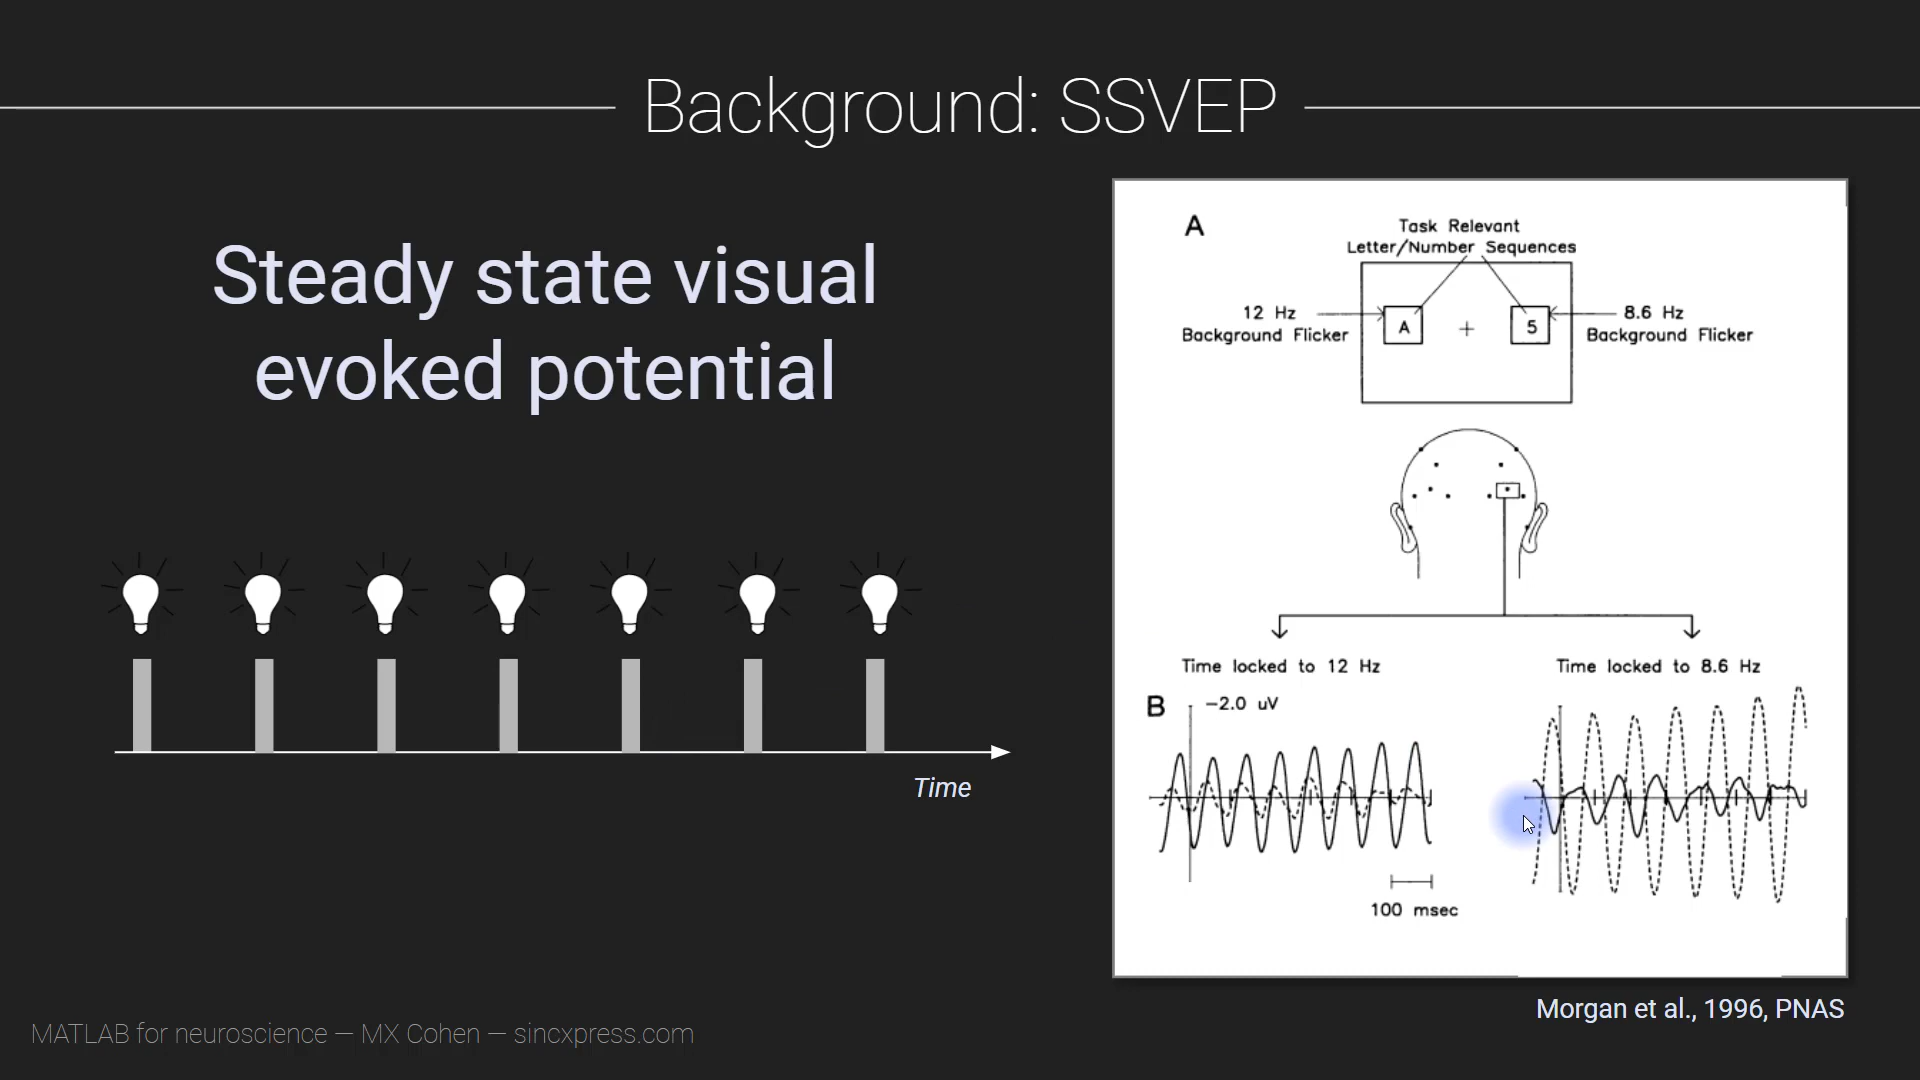 Background: SSVEP
Steady state visual
evoked potential
Time
A
Task Relevant
Letter/Number Sequences
12 Hz
Background Flicker
A
+
5
8.6 Hz
Background Flicker
Time locked to 12 Hz
Time locked to 8.6 Hz
B
-2.0 uV
100 msec
Morgan et al., 1996, PNAS
MATLAB for neuroscience — MX Cohen — sincxpress.com